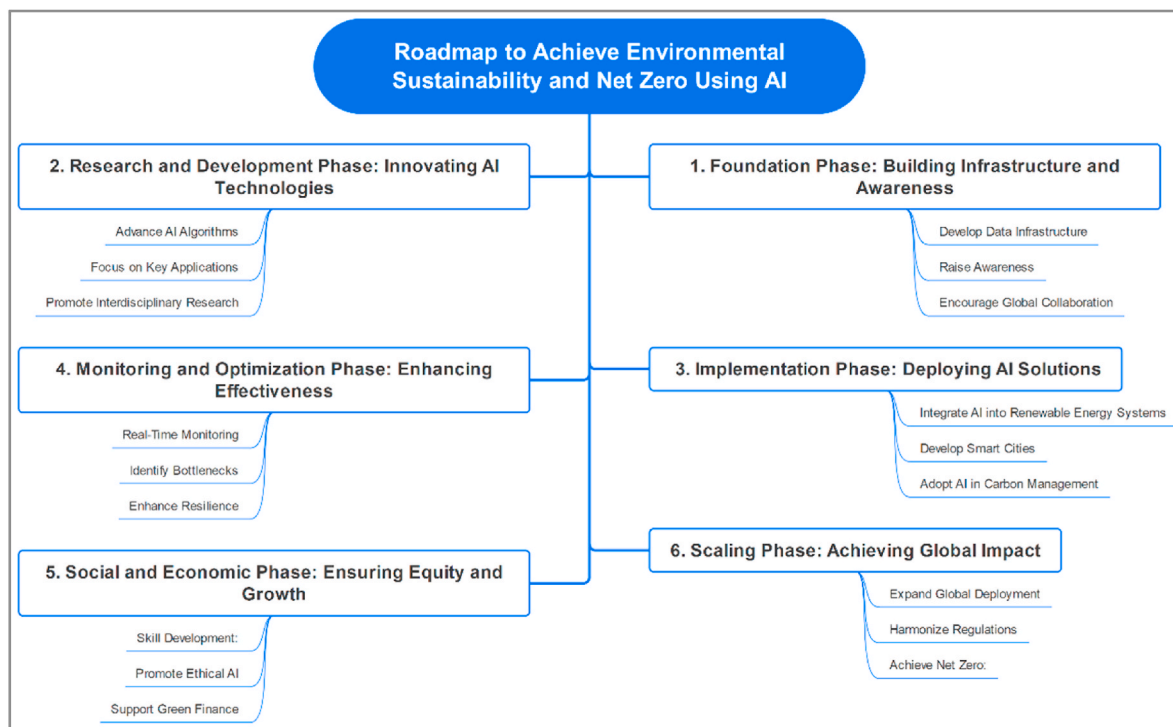 Roadmap to Achieve Environmental
Sustainability and Net Zero Using AI
1. Foundation Phase: Building Infrastructure and
Awareness
Develop Data Infrastructure
Raise Awareness
Encourage Global Collaboration
2. Research and Development Phase: Innovating AI
Technologies
Advance AI Algorithms
Focus on Key Applications
Promote Interdisciplinary Research
3. Implementation Phase: Deploying AI Solutions
Integrate AI into Renewable Energy Systems
Develop Smart Cities
Adopt AI in Carbon Management
4. Monitoring and Optimization Phase: Enhancing
Effectiveness
Real-Time Monitoring
Identify Bottlenecks
Enhance Resilience
5. Social and Economic Phase: Ensuring Equity and
Growth
Skill Development:
Promote Ethical AI
Support Green Finance
6. Scaling Phase: Achieving Global Impact
Expand Global Deployment
Harmonize Regulations
Achieve Net Zero: